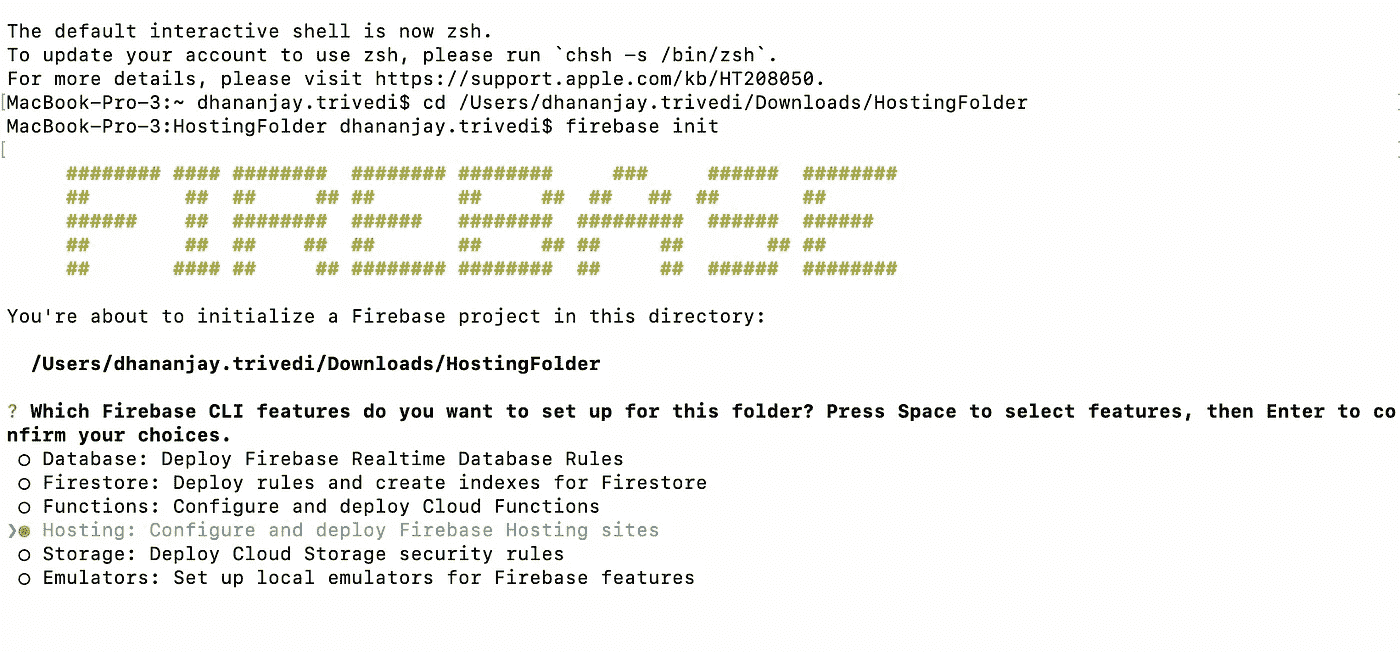 The default interactive shell is now zsh.
To update your account to use zsh, please run `chsh -s /bin/zsh`.
For more details, please visit https://support.apple.com/kb/HT208050.
[MacBook-Pro-3:~ dhananjay.trivedi$ cd /Users/dhananjay.trivedi/Downloads/HostingFolder ]
MacBook-Pro-3:HostingFolder dhananjay.trivedi$ firebase init
[ ]
     ######## #### ########  ######## ########     ###     ######  ########
     ##        ##  ##     ## ##       ##     ##  ##   ##  ##       ##
     ######    ##  ########  ######   ########  #########  ######  ######
     ##        ##  ##    ##  ##       ##     ## ##     ##       ## ##
     ##       #### ##     ## ######## ########  ##     ##  ######  ########
You're about to initialize a Firebase project in this directory:
  /Users/dhananjay.trivedi/Downloads/HostingFolder
? Which Firebase CLI features do you want to set up for this folder? Press Space to select features, then Enter to co
nfirm your choices.
 ◯ Database: Deploy Firebase Realtime Database Rules
 ◯ Firestore: Deploy rules and create indexes for Firestore
 ◯ Functions: Configure and deploy Cloud Functions
❯◉ Hosting: Configure and deploy Firebase Hosting sites
 ◯ Storage: Deploy Cloud Storage security rules
 ◯ Emulators: Set up local emulators for Firebase features